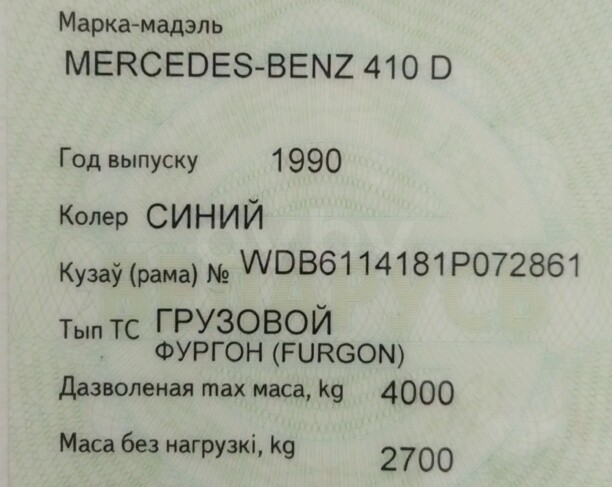 Марка-мадэль
MERCEDES-BENZ 410 D
Год выпуску 1990
Колер СИНИЙ
Кузаў (рама) № WDB6114181P072861
Тып ТС ГРУЗОВОЙ
ФУРГОН (FURGON)
Дазволеная max маса, kg 4000
Маса без нагрузкі, kg 2700